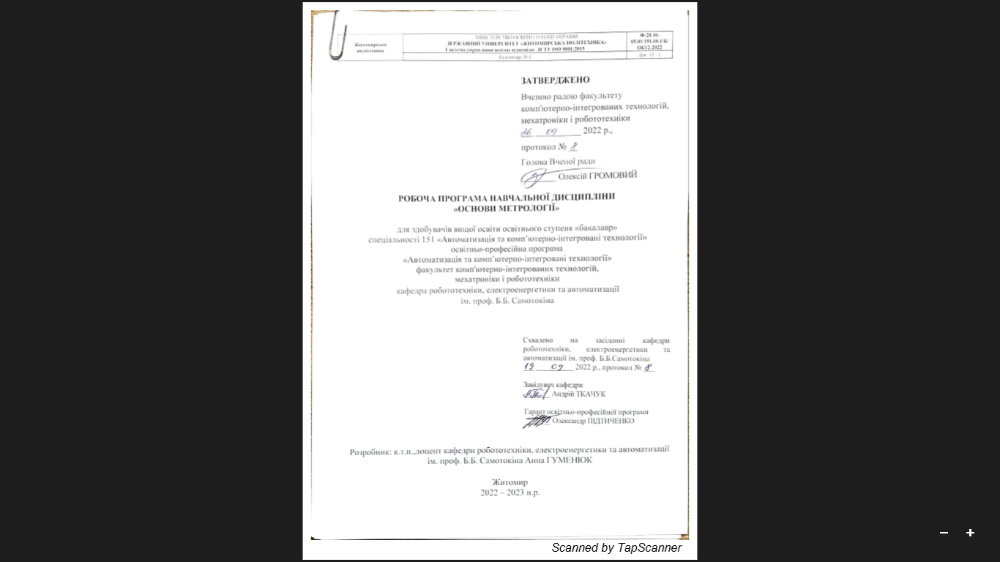 Житомирська
політехніка
МІНІСТЕРСТВО ОСВІТИ І НАУКИ УКРАЇНИ
ДЕРЖАВНИЙ УНІВЕРСИТЕТ «ЖИТОМИРСЬКА ПОЛІТЕХНІКА»
Система управління якістю відповідає ДСТУ ISO 9001:2015
Екземпляр № 1
Ф-20.10-
05.01/151.00.1/Б/
ОК12-2022
Арк 11 / 1
ЗАТВЕРДЖЕНО
Вченою радою факультету
комп'ютерно-інтегрованих технологій,
мехатроніки і робототехніки
26 09 2022 р.,
протокол № 8
Голова Вченої ради
Олексій ГРОМОВИЙ
РОБОЧА ПРОГРАМА НАВЧАЛЬНОЇ ДИСЦИПЛІНИ
«ОСНОВИ МЕТРОЛОГІЇ»
для здобувачів вищої освіти освітнього ступеня «бакалавр»
спеціальності 151 «Автоматизація та комп’ютерно-інтегровані технології»
освітньо-професійна програма
«Автоматизація та комп’ютерно-інтегровані технології»
факультет комп'ютерно-інтегрованих технологій,
мехатроніки і робототехніки
кафедра робототехніки, електроенергетики та автоматизації
ім. проф. Б.Б. Самотокіна
Схвалено на засіданні кафедри
робототехніки, електроенергетики та
автоматизації ім. проф. Б.Б.Самотокіна
19 09 2022 р., протокол № 8
Завідувач кафедри
Андрій ТКАЧУК
Гарант освітньо-професійної програми
Олександр ПІДТИЧЕНКО
Розробник: к.т.н.,доцент кафедри робототехніки, електроенергетики та автоматизації
ім. проф. Б.Б. Самотокіна Анна ГУМЕНЮК
Житомир
2022 – 2023 н.р.
Scanned by TapScanner